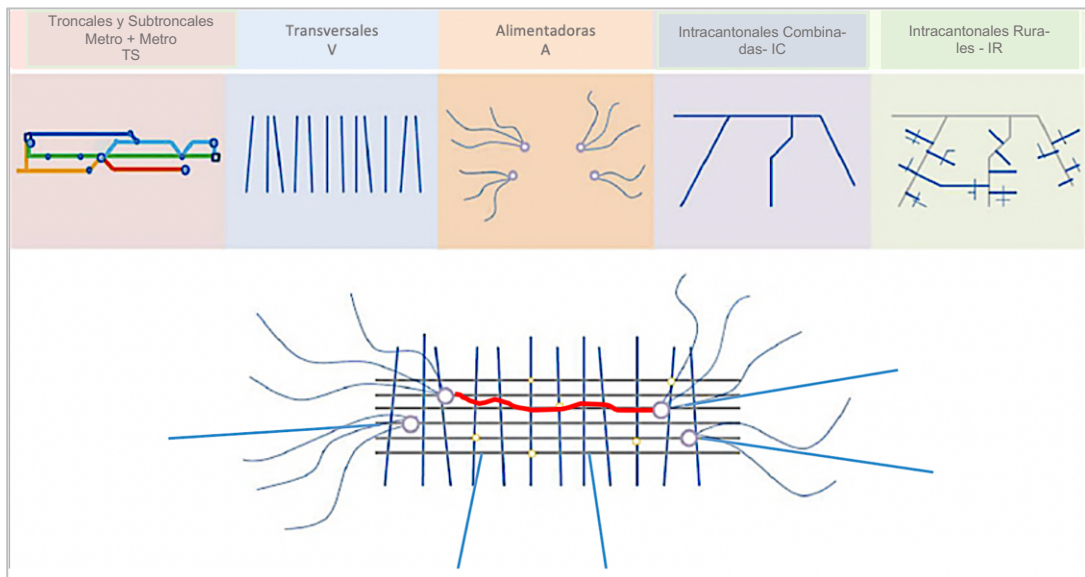 Troncales y Subtroncales
Metro + Metro
TS
Transversales
V
Alimentadoras
A
Intracantonales Combina-
das- IC
Intracantonales Rura-
les - IR